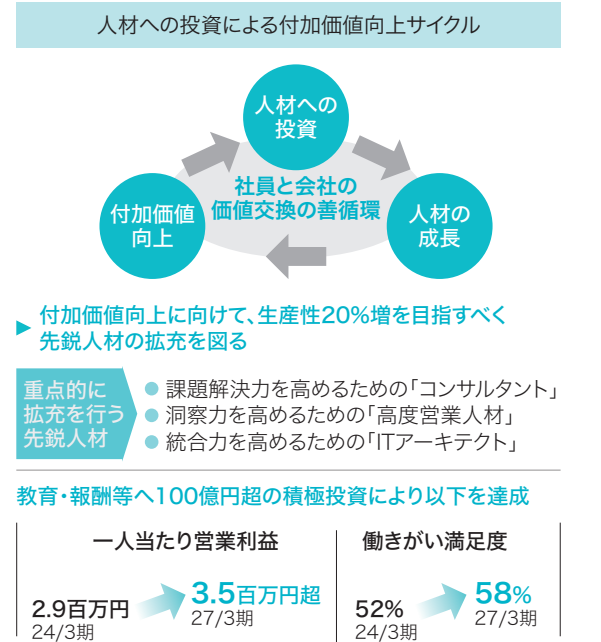 人材への投資による付加価値向上サイクル
人材への
投資
社員と会社の
価値交換の善循環
付加価値
向上
人材の
成長
付加価値向上に向けて、生産性20%増を目指すべく
先鋭人材の拡充を図る
重点的に
拡充を行う
先鋭人材
課題解決力を高めるための「コンサルタント」
洞察力を高めるための「高度営業人材」
統合力を高めるための「ITアーキテクト」
教育・報酬等へ100億円超の積極投資により以下を達成
一人当たり営業利益
2.9百万円
24/3期
3.5百万円超
27/3期
働きがい満足度
52%
24/3期
58%
27/3期